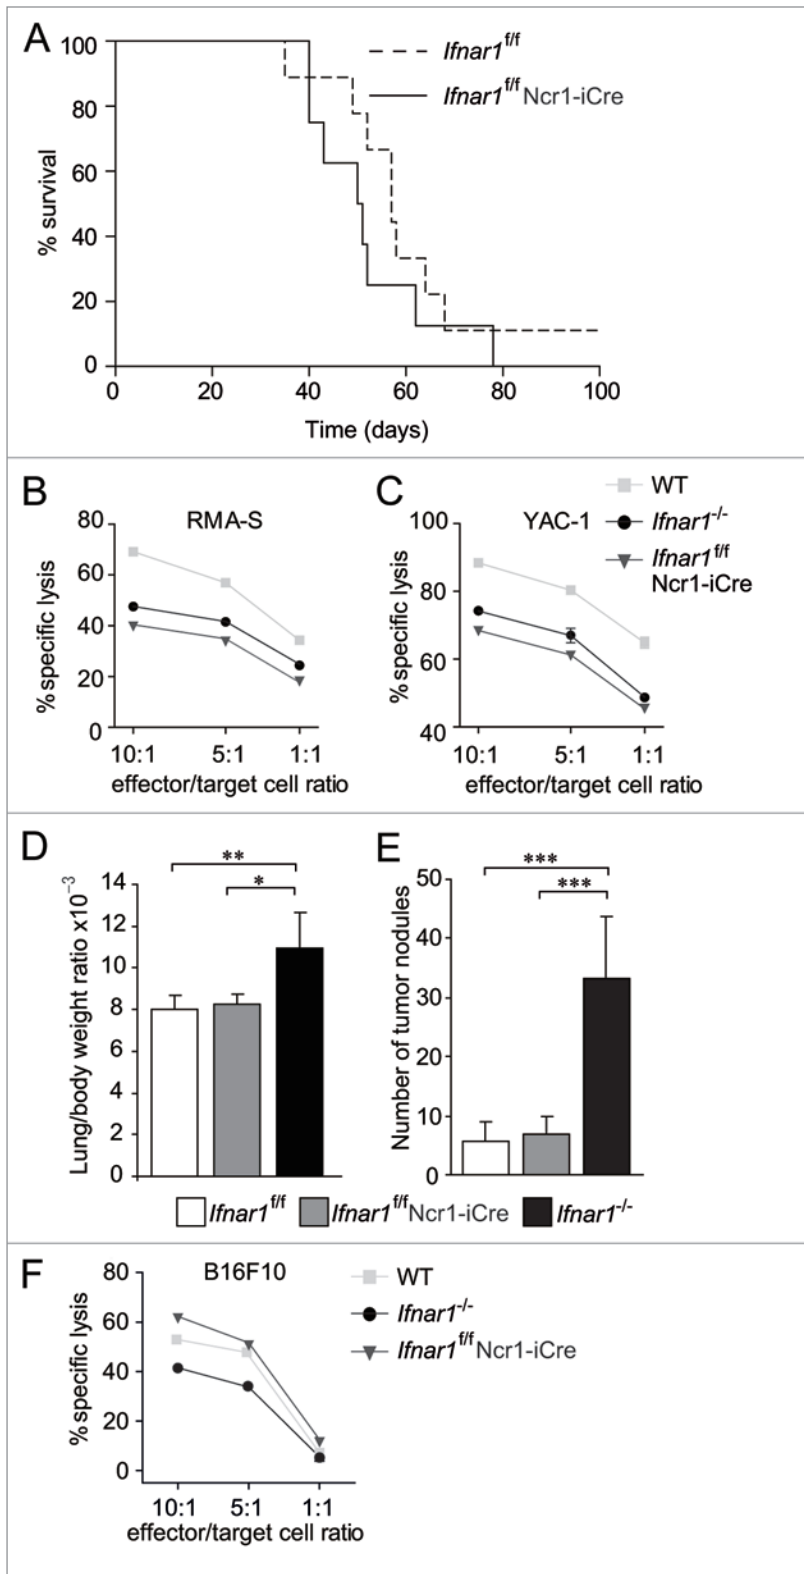 A
100
80
60
40
20
0
% survival
0 20 40 60 80 100
Time (days)
Ifnar1f/f
Ifnar1f/f Ncr1-iCre
B
RMA-S
80
60
40
20
0
% specific lysis
10:1 5:1 1:1
effector/target cell ratio
C
YAC-1
100
80
60
40
% specific lysis
10:1 5:1 1:1
effector/target cell ratio
WT
Ifnar1-/-
Ifnar1f/f
Ncr1-iCre
D
**
*
14
12
10
8
6
4
2
0
Lung/body weight ratio x10−3
E
***
***
50
40
30
20
10
0
Number of tumor nodules
Ifnar1f/f Ifnar1f/fNcr1-iCre Ifnar1-/-
F
B16F10
80
60
40
20
0
% specific lysis
10:1 5:1 1:1
effector/target cell ratio
WT
Ifnar1-/-
Ifnar1f/f Ncr1-iCre